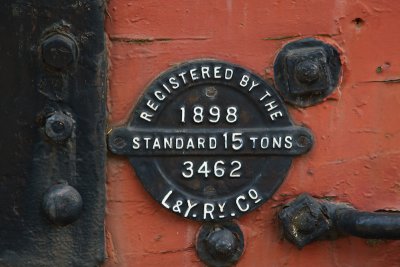 REGISTERED BY THE
1898
STANDARD 15 TONS
3462
L&Y. RY. CO